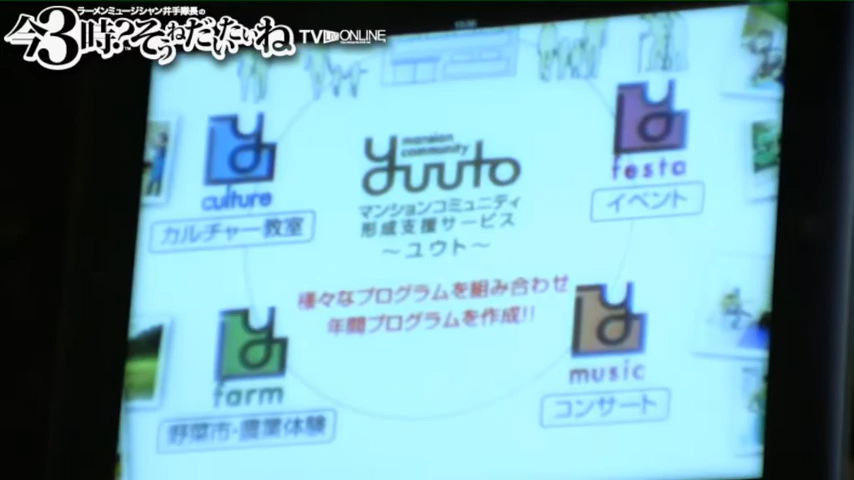 ラーメンミュージシャン井手隊長の
今3時?そうねだいたいね
TV LIVE ONLINE
mansion
community
yuuto
マンションコミュニティ
形成支援サービス
～ユウト～
y
culture
カルチャー教室
y
festa
イベント
様々なプログラムを組み合わせ
年間プログラムを作成!!
y
farm
野菜市・農業体験
y
music
コンサート